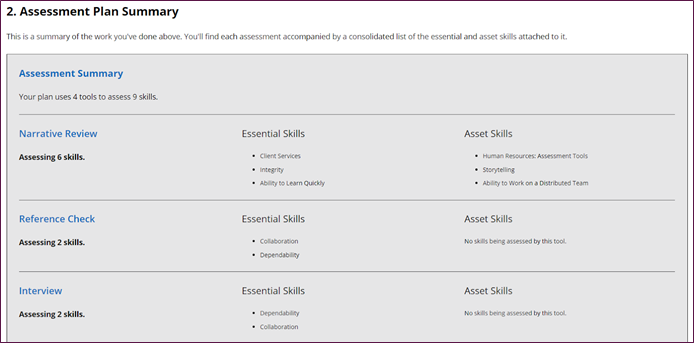 2. Assessment Plan Summary
This is a summary of the work you've done above. You'll find each assessment accompanied by a consolidated list of the essential and asset skills attached to it.
Assessment Summary
Your plan uses 4 tools to assess 9 skills.
Narrative Review
Assessing 6 skills.
Essential Skills
Client Services
Integrity
Ability to Learn Quickly
Asset Skills
Human Resources: Assessment Tools
Storytelling
Ability to Work on a Distributed Team
Reference Check
Assessing 2 skills.
Essential Skills
Collaboration
Dependability
Asset Skills
No skills being assessed by this tool.
Interview
Assessing 2 skills.
Essential Skills
Dependability
Collaboration
Asset Skills
No skills being assessed by this tool.